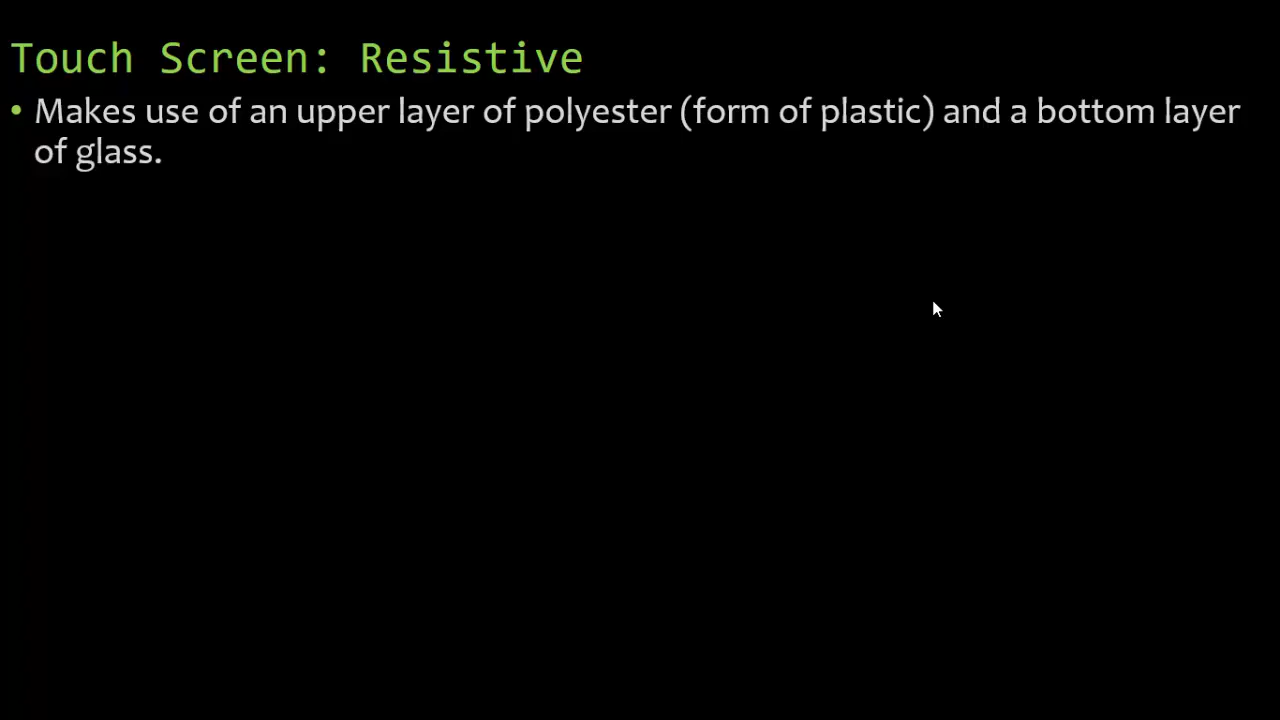 Touch Screen: Resistive
• Makes use of an upper layer of polyester (form of plastic) and a bottom layer
of glass.